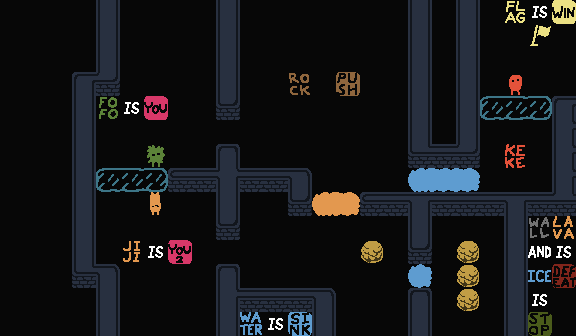 FLAG IS WIN
ROCK PUSH
FOFO IS YOU
KEKE
JIJI IS YOU2
WALL LAVA
AND IS
ICE DEFEAT
IS
STOP
WATER IS SINK